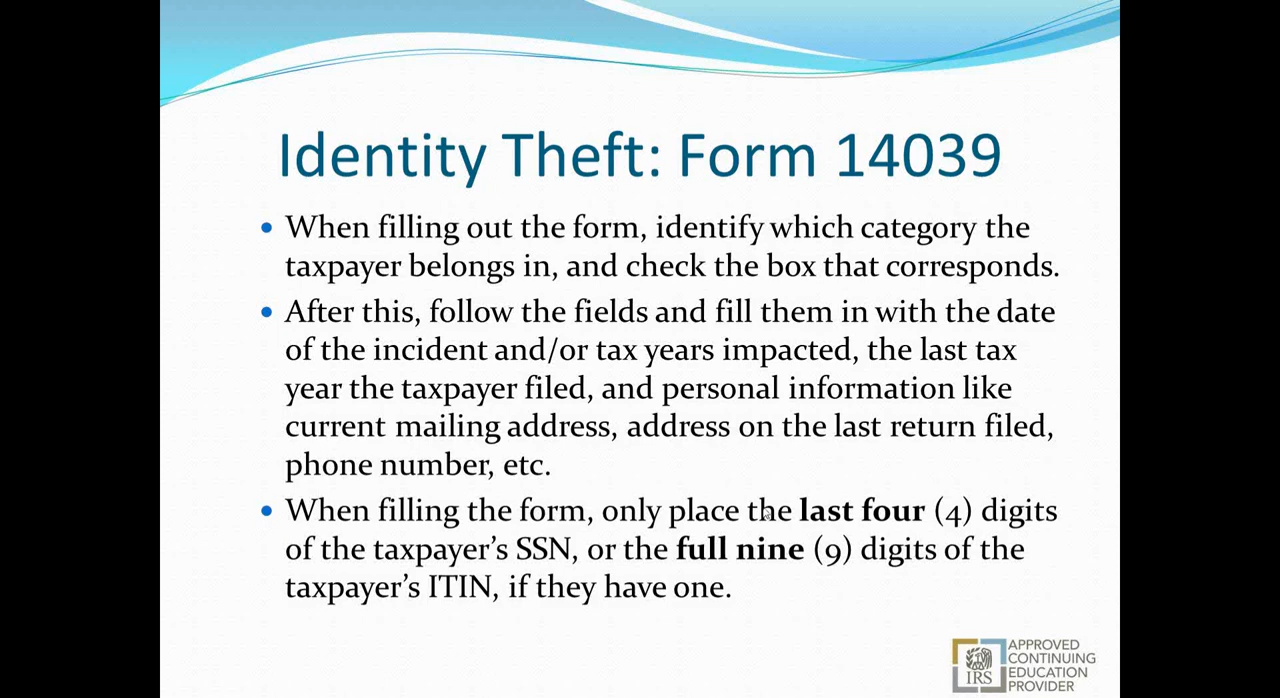 Identity Theft: Form 14039
• When filling out the form, identify which category the
taxpayer belongs in, and check the box that corresponds.
• After this, follow the fields and fill them in with the date
of the incident and/or tax years impacted, the last tax
year the taxpayer filed, and personal information like
current mailing address, address on the last return filed,
phone number, etc.
• When filling the form, only place the last four (4) digits
of the taxpayer's SSN, or the full nine (9) digits of the
taxpayer's ITIN, if they have one.
IRS
APPROVED
CONTINUING
EDUCATION
PROVIDER